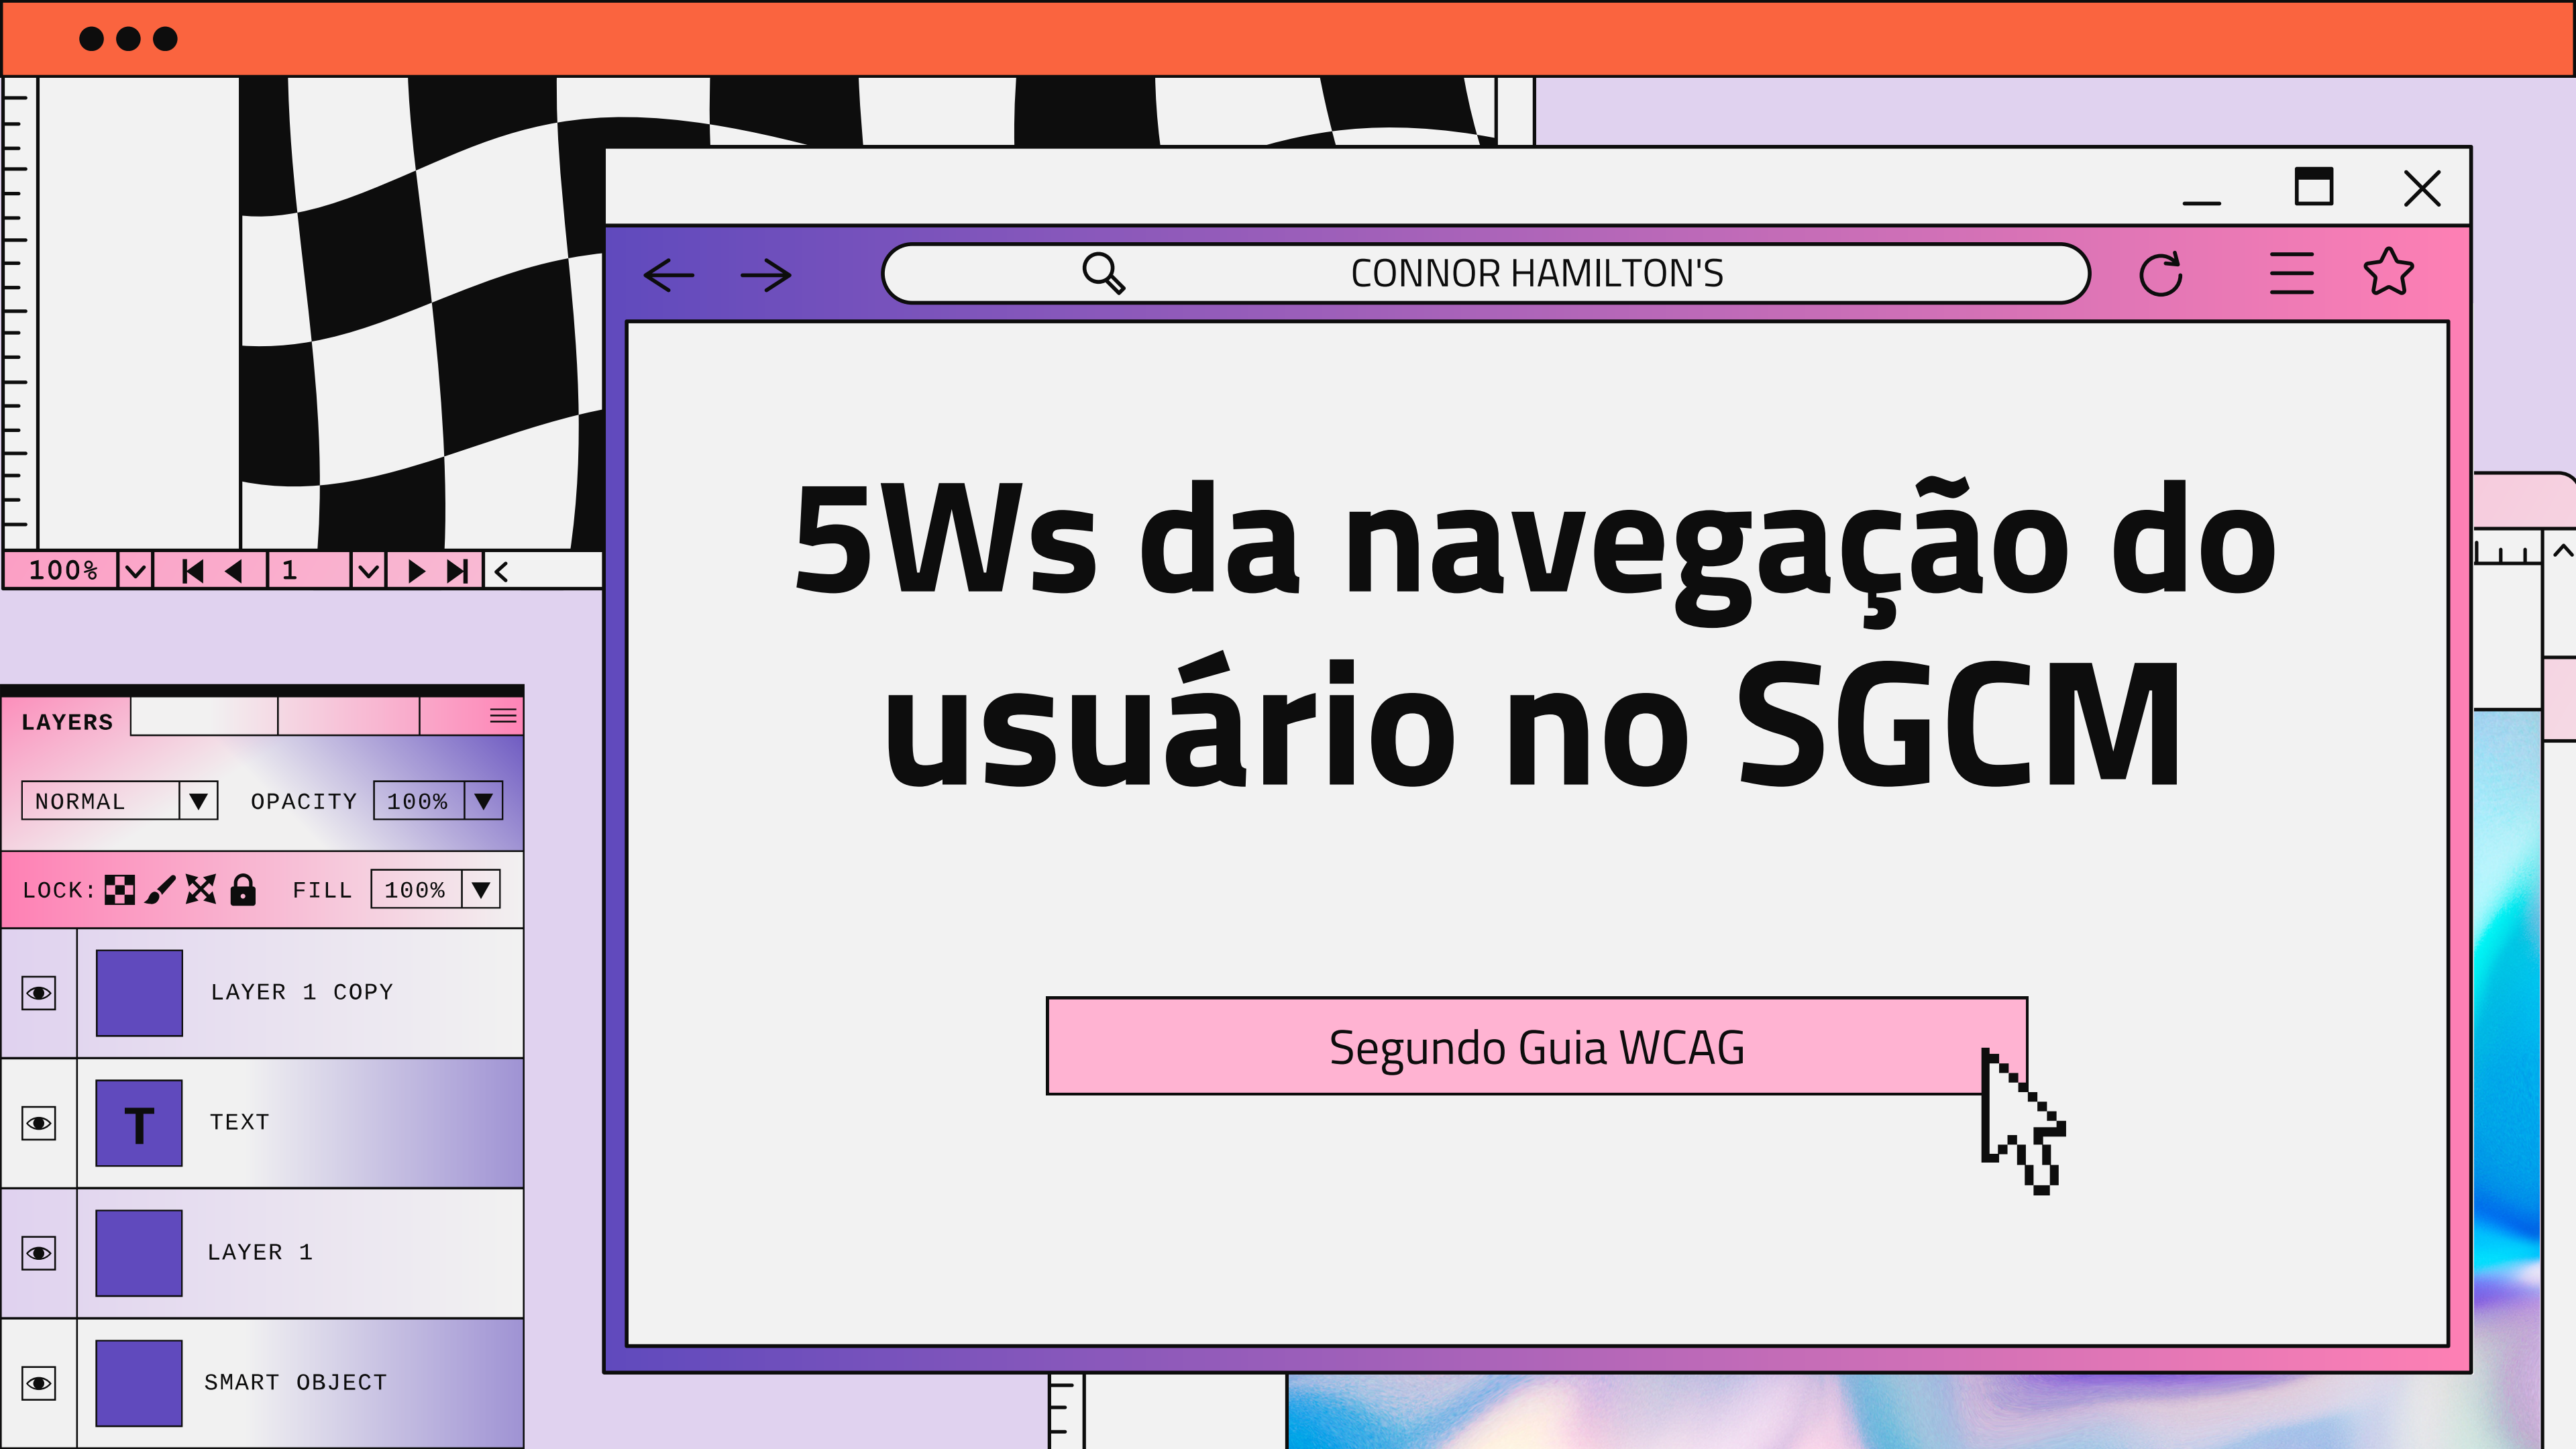 CONNOR HAMILTON'S
5Ws da navegação do
usuário no SGCM
Segundo Guia WCAG
100%
1
LAYERS
NORMAL
OPACITY
100%
LOCK:
FILL
100%
LAYER 1 COPY
T
TEXT
LAYER 1
SMART OBJECT